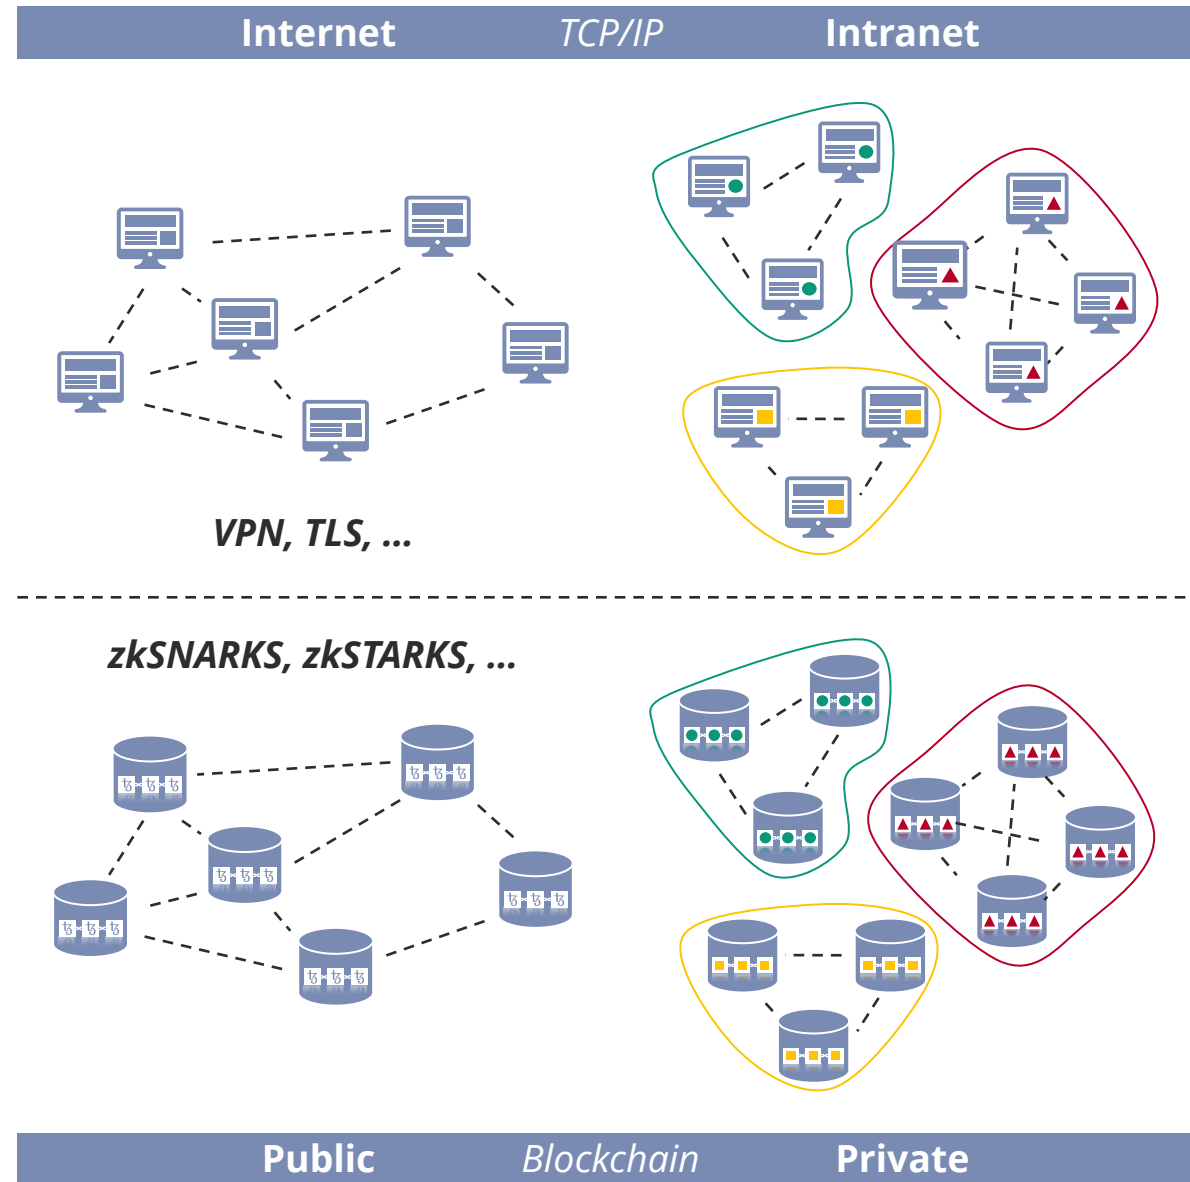 Internet TCP/IP Intranet
VPN, TLS, ...
zkSNARKS, zkSTARKS, ...
ꜩ ꜩ ꜩ
ꜩ ꜩ ꜩ
ꜩ ꜩ ꜩ
ꜩ ꜩ ꜩ
ꜩ ꜩ ꜩ
ꜩ ꜩ ꜩ
Public Blockchain Private